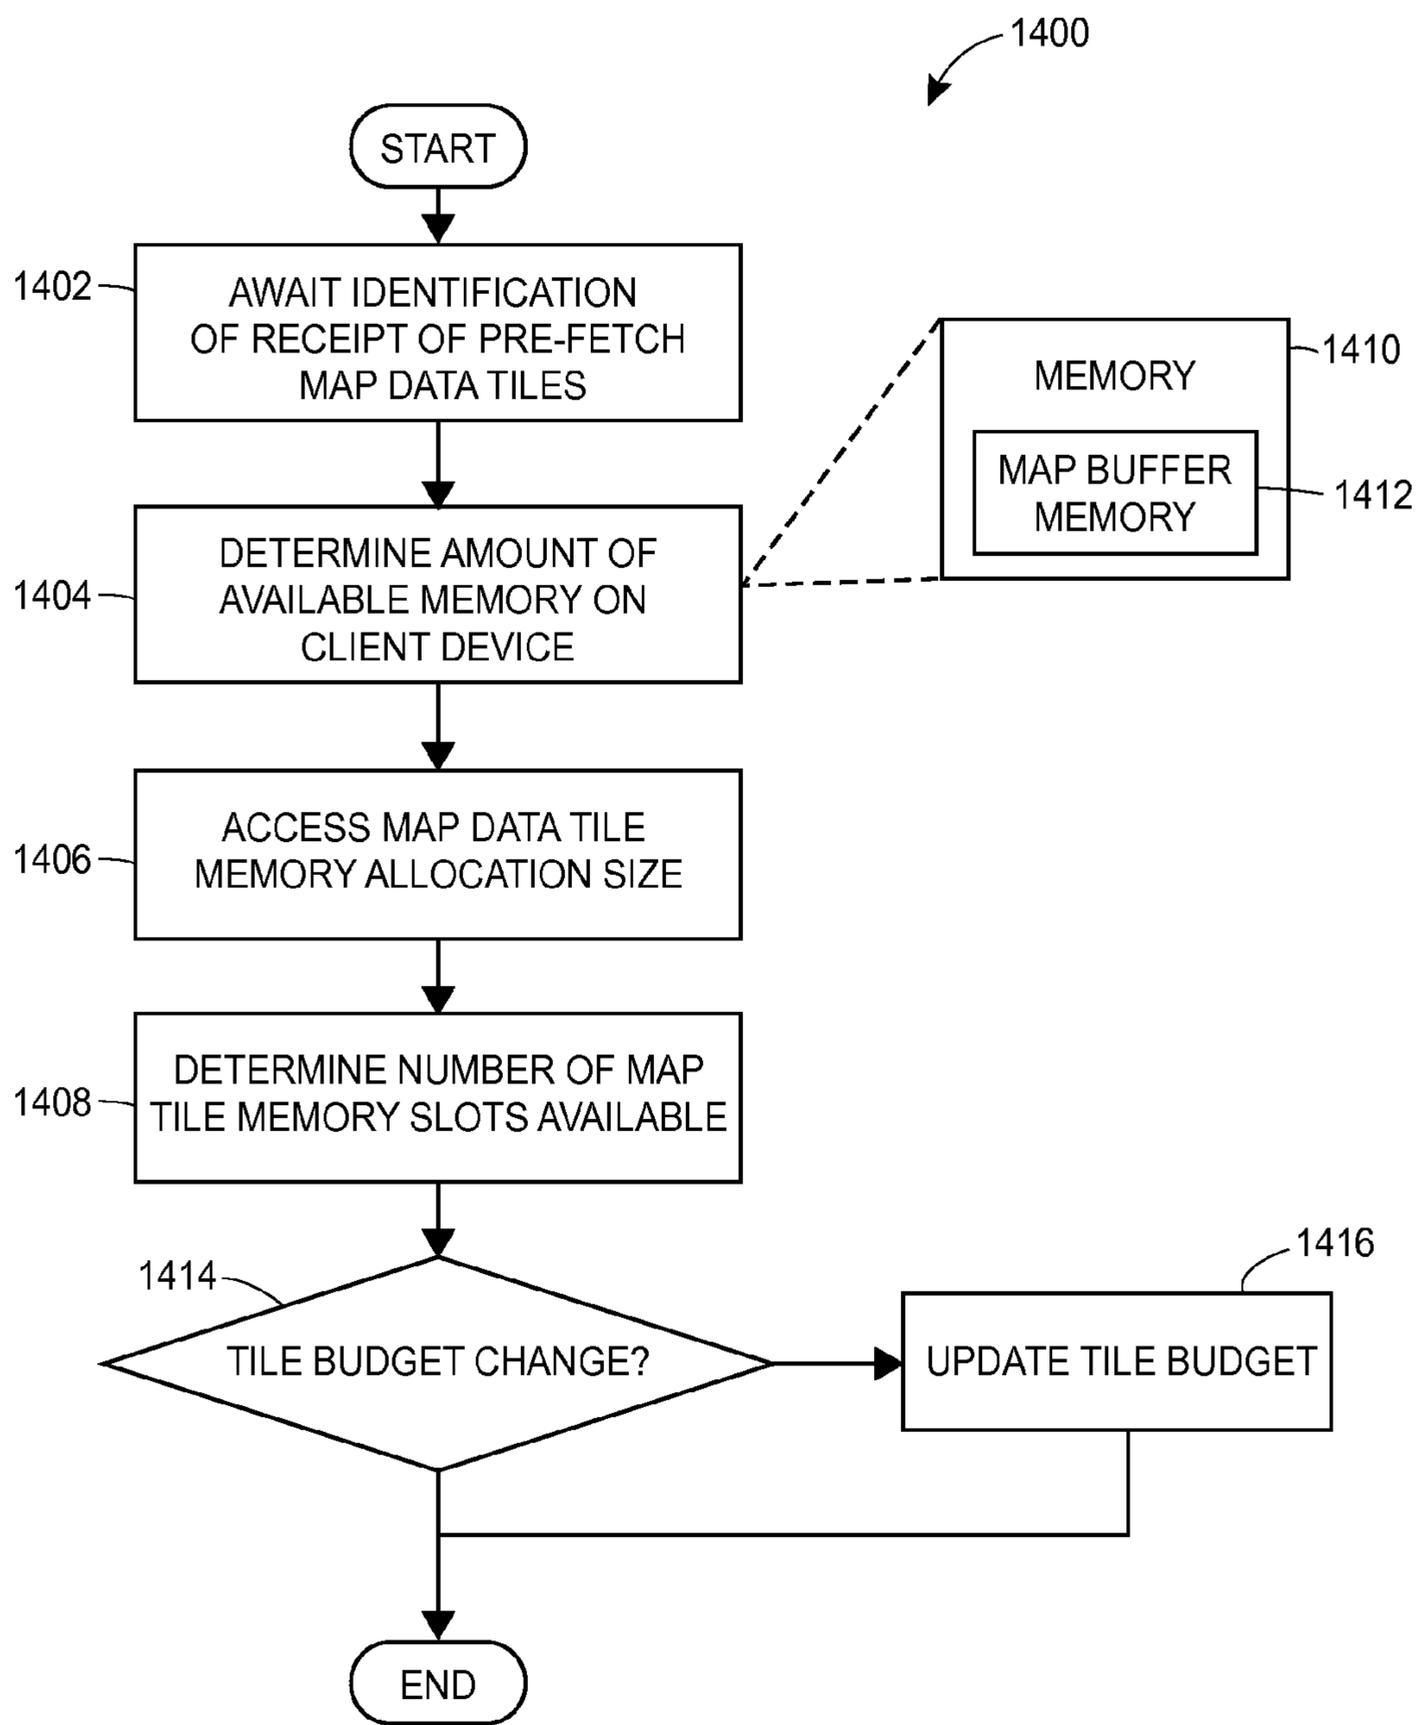 1400
START
1402
AWAIT IDENTIFICATION
OF RECEIPT OF PRE-FETCH
MAP DATA TILES
1410
MEMORY
MAP BUFFER
MEMORY
1412
1404
DETERMINE AMOUNT OF
AVAILABLE MEMORY ON
CLIENT DEVICE
1406
ACCESS MAP DATA TILE
MEMORY ALLOCATION SIZE
1408
DETERMINE NUMBER OF MAP
TILE MEMORY SLOTS AVAILABLE
1414
TILE BUDGET CHANGE?
1416
UPDATE TILE BUDGET
END